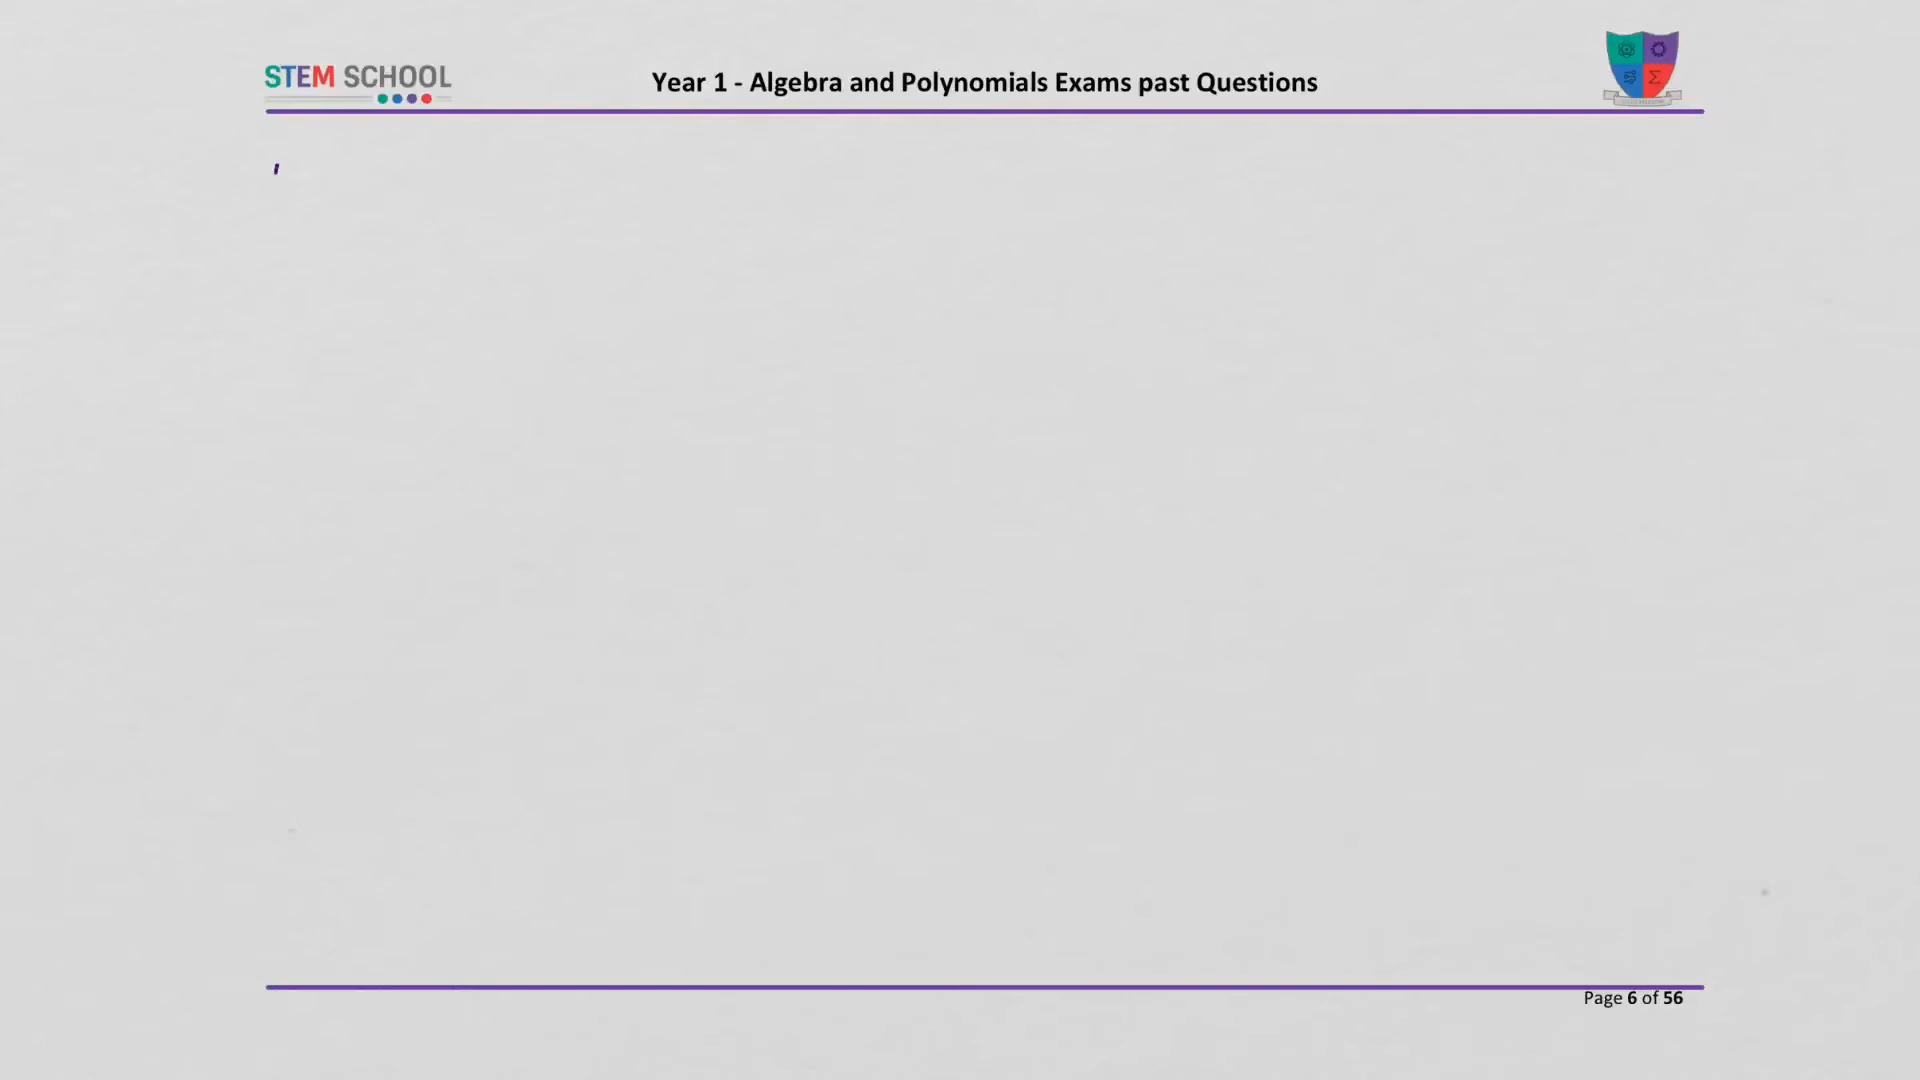 STEM SCHOOL
Year 1 - Algebra and Polynomials Exams past Questions
Page 6 of 56